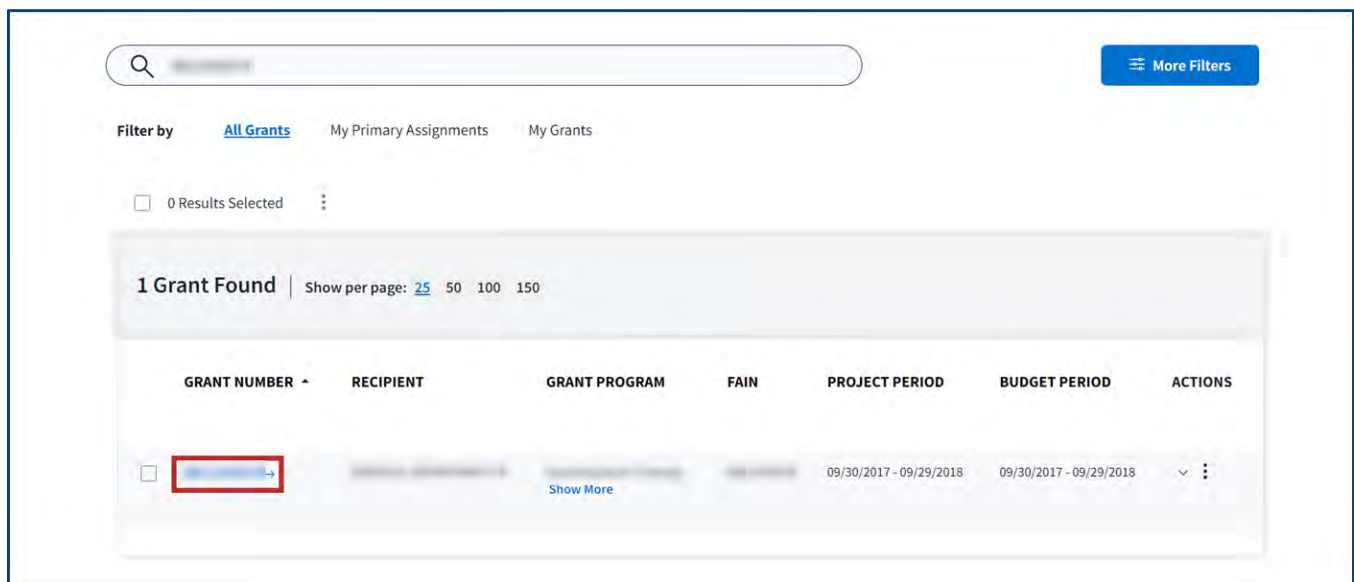 More Filters
Filter by All Grants My Primary Assignments My Grants
0 Results Selected
1 Grant Found Show per page: 25 50 100 150
GRANT NUMBER RECIPIENT GRANT PROGRAM FAIN PROJECT PERIOD BUDGET PERIOD ACTIONS
09/30/2017 - 09/29/2018 09/30/2017 - 09/29/2018
Show More